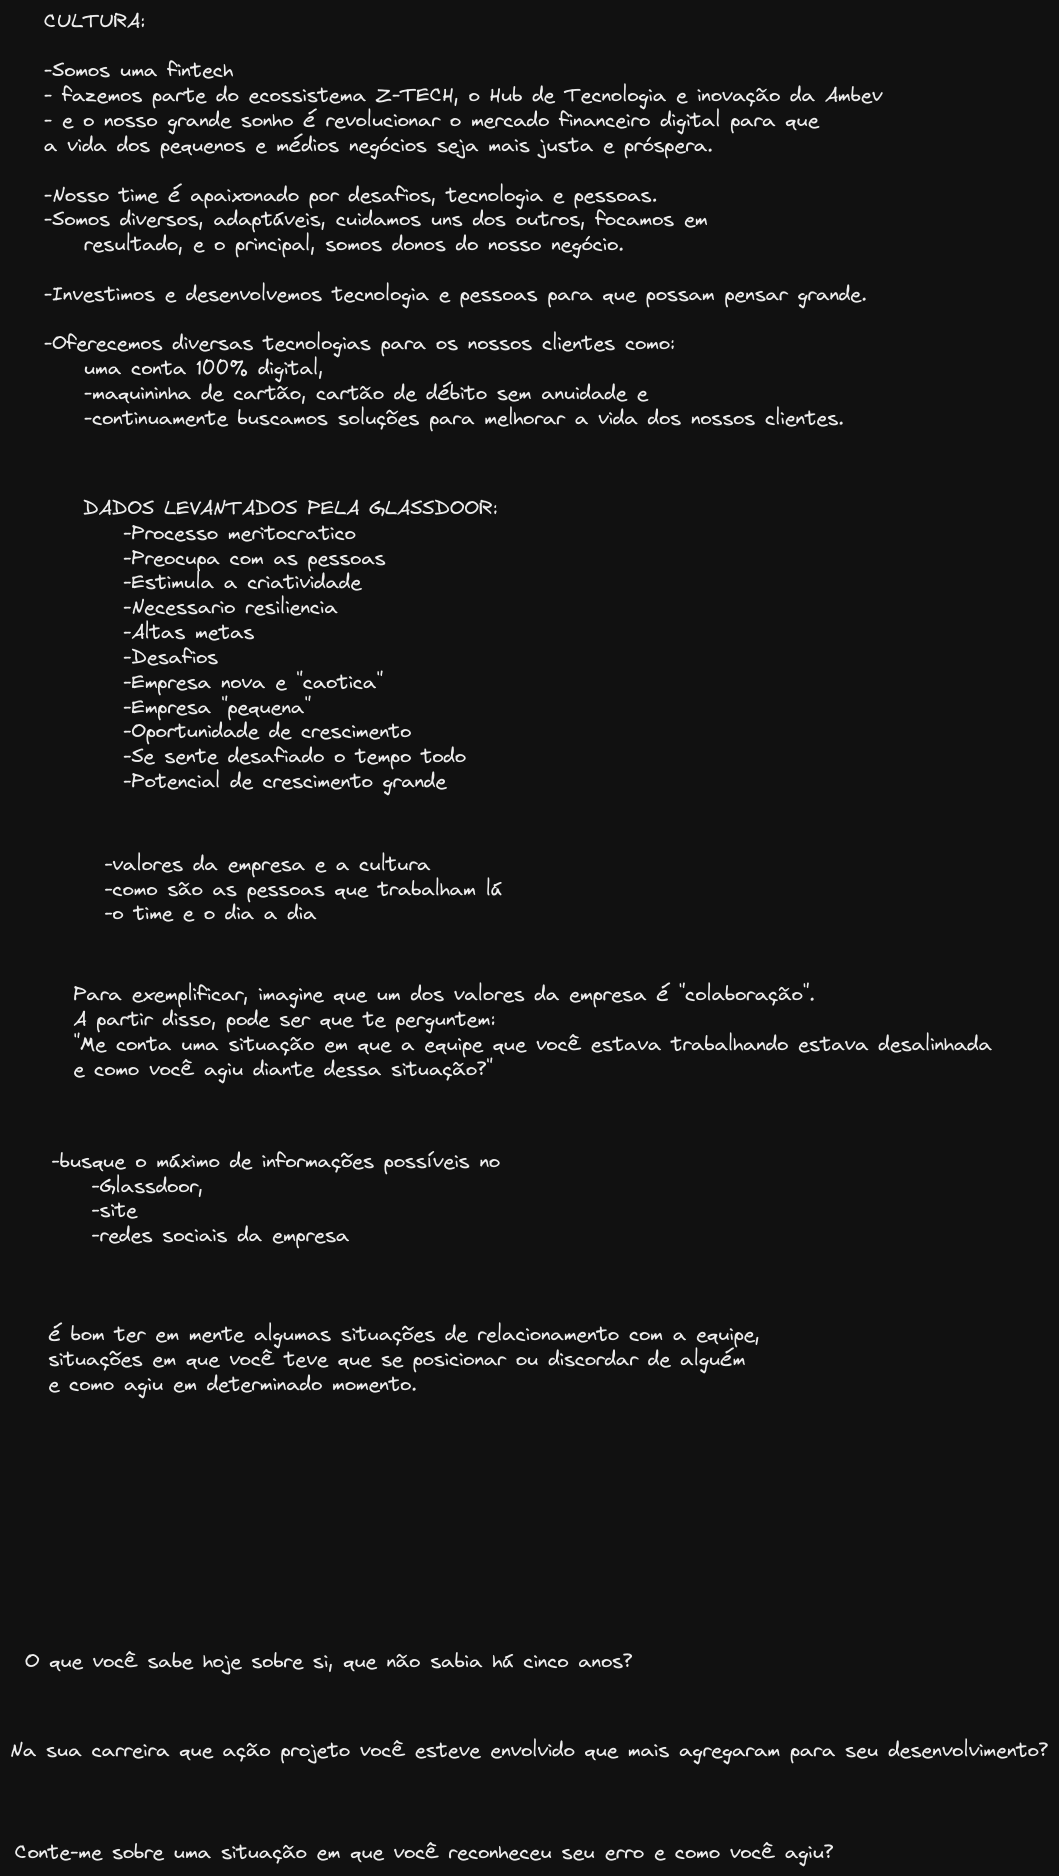 CULTURA:
-Somos uma fintech
- fazemos parte do ecossistema Z-TECH, o Hub de Tecnologia e inovação da Ambev
- e o nosso grande sonho é revolucionar o mercado financeiro digital para que
a vida dos pequenos e médios negócios seja mais justa e próspera.
-Nosso time é apaixonado por desafios, tecnologia e pessoas.
-Somos diversos, adaptáveis, cuidamos uns dos outros, focamos em
resultado, e o principal, somos donos do nosso negócio.
-Investimos e desenvolvemos tecnologia e pessoas para que possam pensar grande.
-Oferecemos diversas tecnologias para os nossos clientes como:
uma conta 100% digital,
-maquininha de cartão, cartão de débito sem anuidade e
-continuamente buscamos soluções para melhorar a vida dos nossos clientes.
DADOS LEVANTADOS PELA GLASSDOOR:
-Processo meritocratico
-Preocupa com as pessoas
-Estimula a criatividade
-Necessario resiliencia
-Altas metas
-Desafios
-Empresa nova e "caotica"
-Empresa "pequena"
-Oportunidade de crescimento
-Se sente desafiado o tempo todo
-Potencial de crescimento grande
-valores da empresa e a cultura
-como são as pessoas que trabalham lá
-o time e o dia a dia
Para exemplificar, imagine que um dos valores da empresa é "colaboração".
A partir disso, pode ser que te perguntem:
"Me conta uma situação em que a equipe que você estava trabalhando estava desalinhada
e como você agiu diante dessa situação?"
-busque o máximo de informações possíveis no
-Glassdoor,
-site
-redes sociais da empresa
é bom ter em mente algumas situações de relacionamento com a equipe,
situações em que você teve que se posicionar ou discordar de alguém
e como agiu em determinado momento.
O que você sabe hoje sobre si, que não sabia há cinco anos?
Na sua carreira que ação projeto você esteve envolvido que mais agregaram para seu desenvolvimento?
Conte-me sobre uma situação em que você reconheceu seu erro e como você agiu?